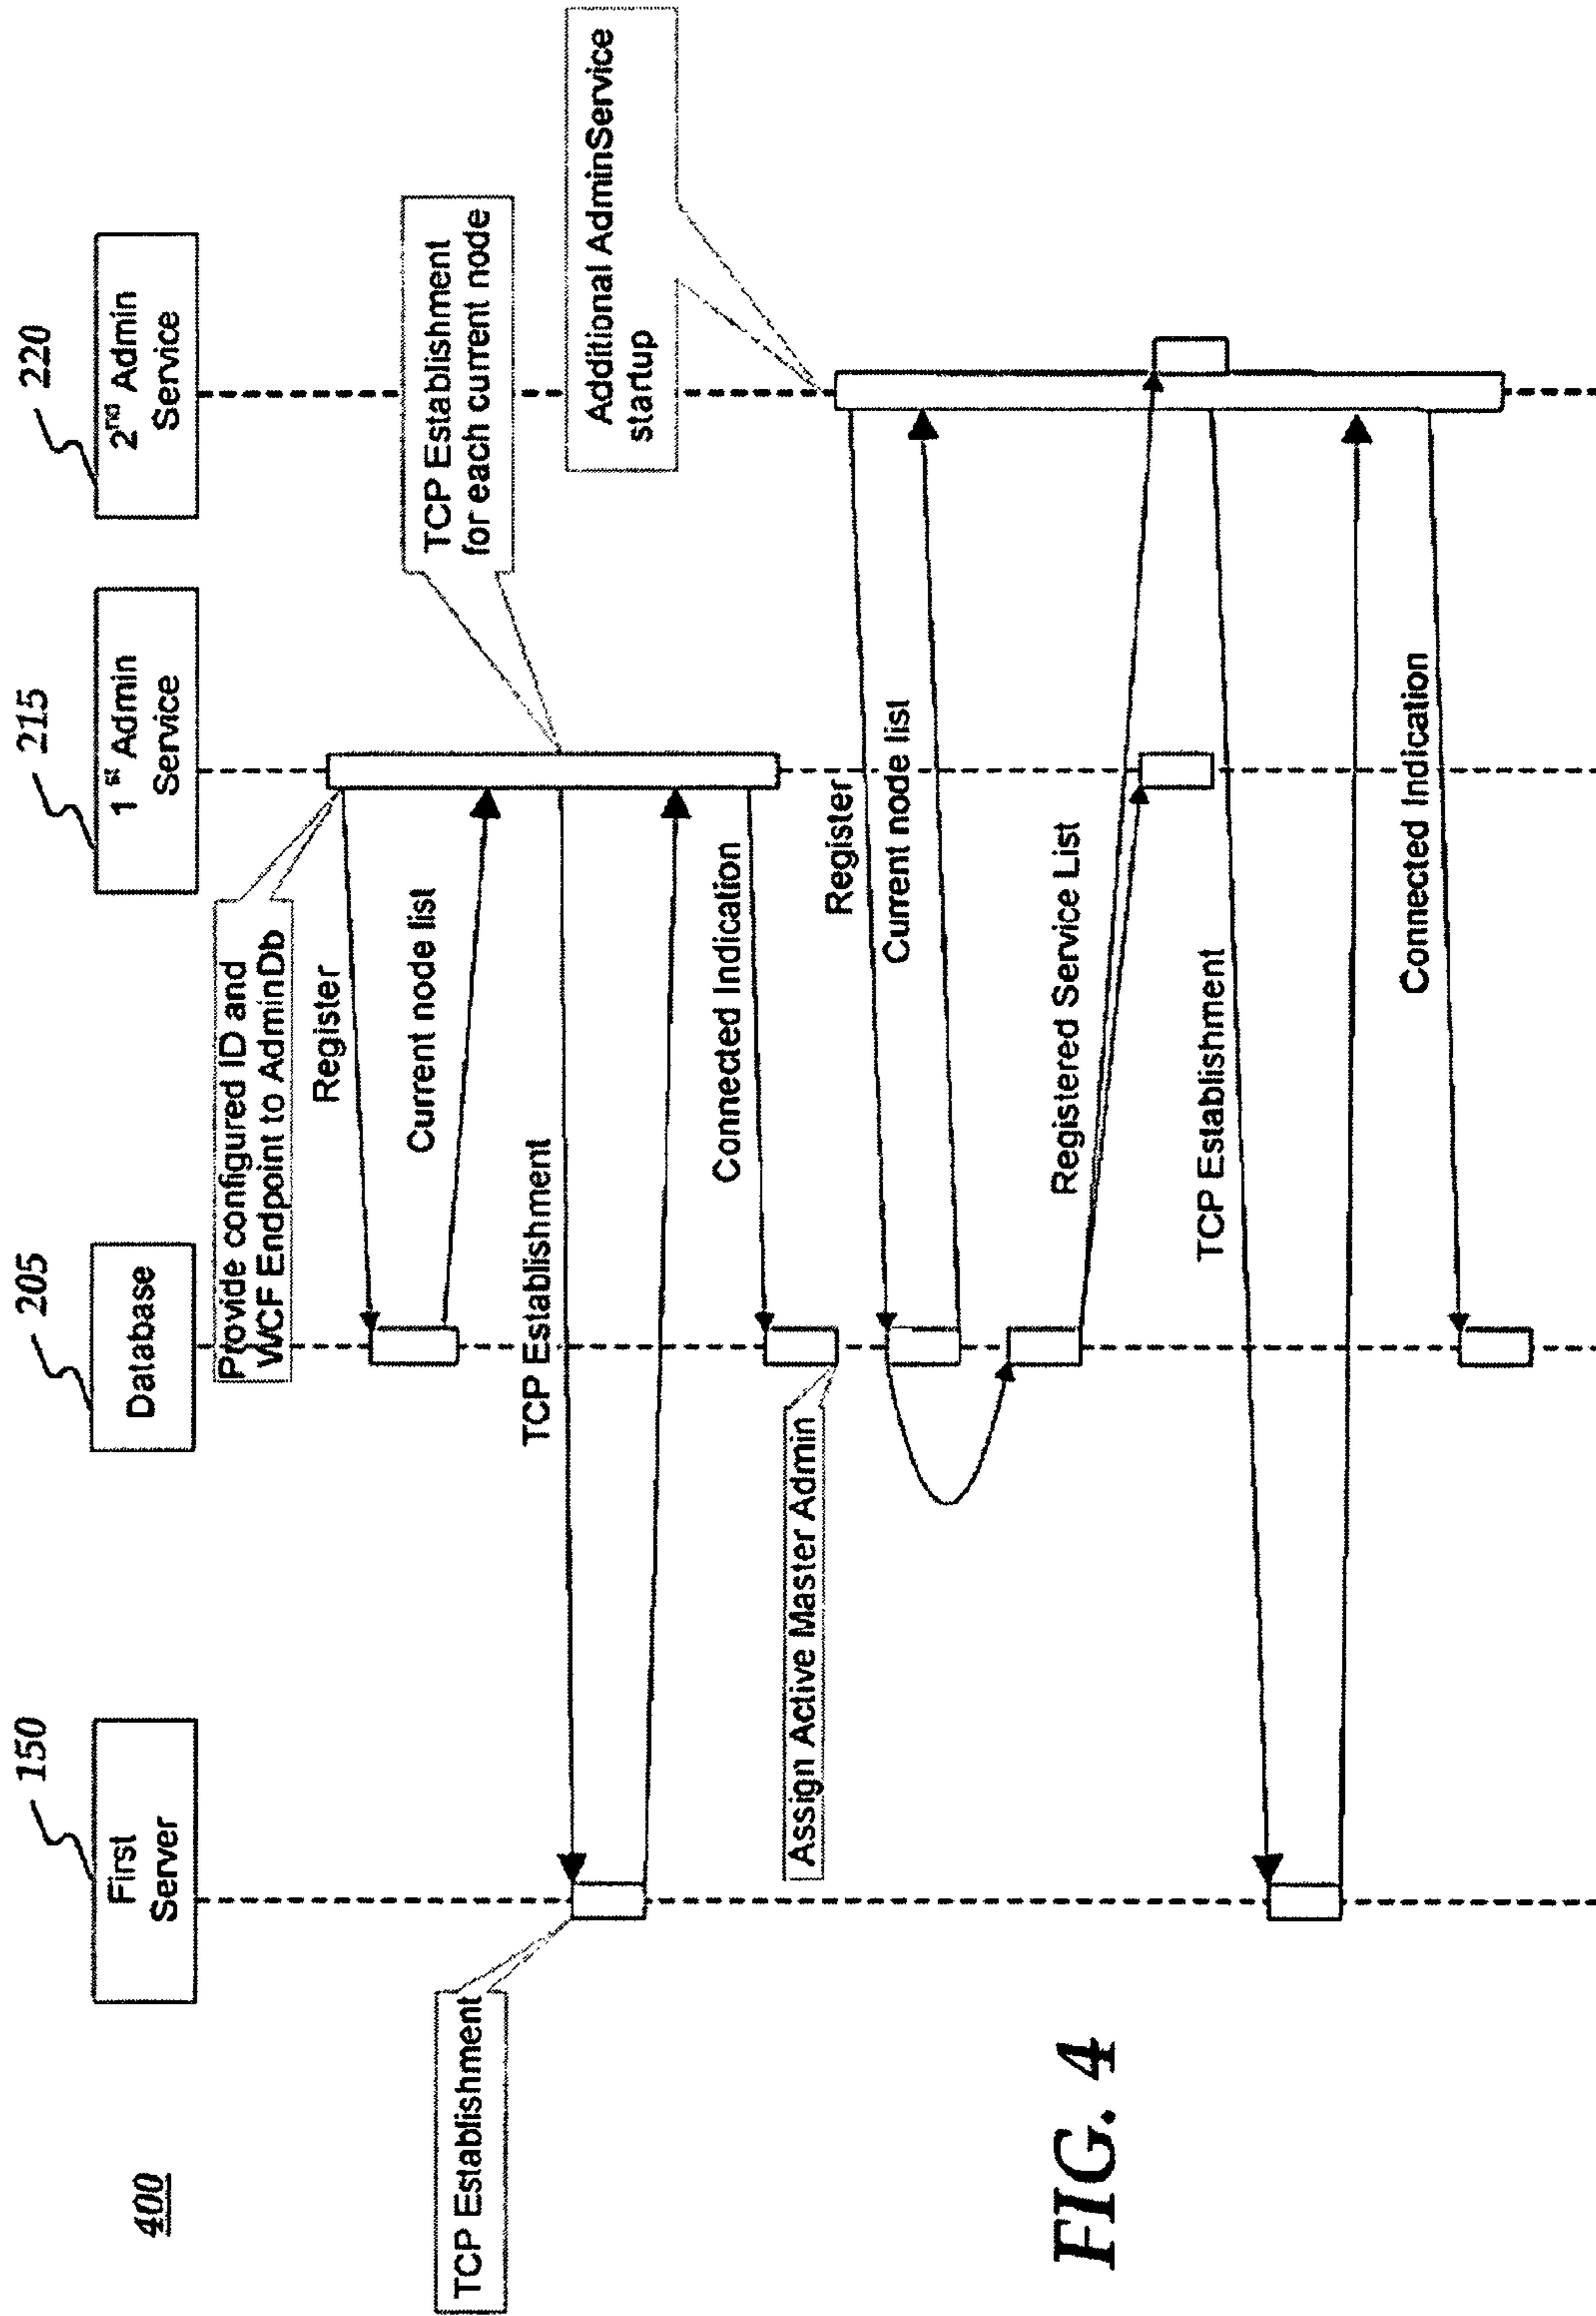 400
150
205
215
220
First
Server
Database
1st Admin
Service
2nd Admin
Service
Provide configured ID and
WCF Endpoint to AdminDb
Register
Current node list
TCP Establishment
for each current node
TCP Establishment
TCP Establishment
Connected Indication
Additional AdminService
startup
Assign Active Master Admin
Register
Current node list
Registered Service List
TCP Establishment
Connected Indication
FIG. 4